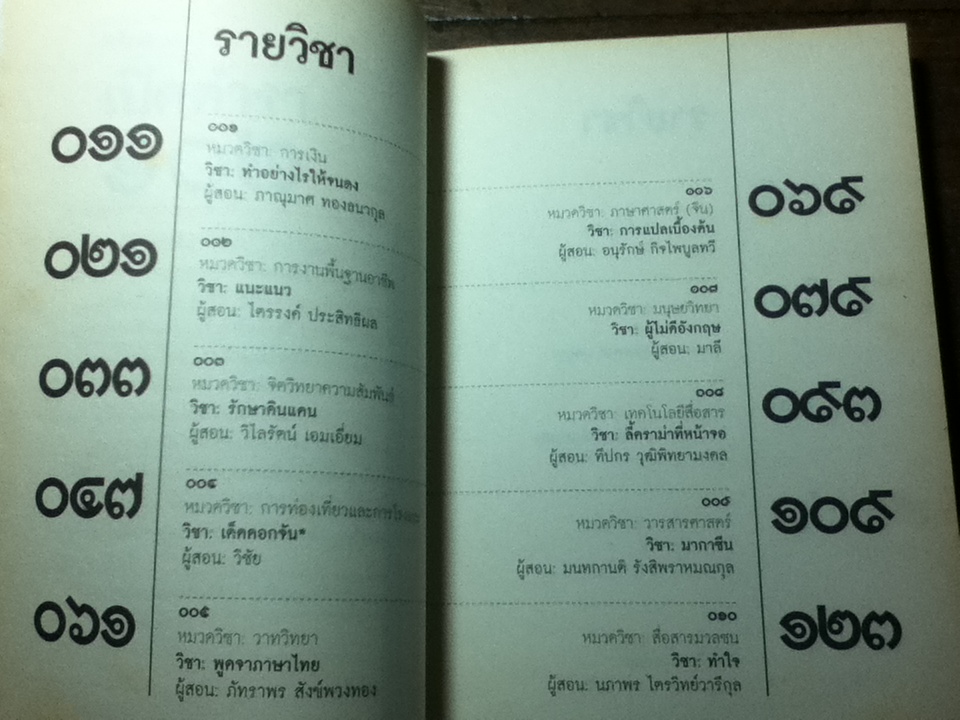 รายวิชา
๐๑๑
๐๐๑
หมวดวิชา: การเงิน
วิชา: ทำอย่างไรให้จนลง
ผู้สอน: ภาณุมาศ ทองธนากุล
๐๒๑
๐๐๒
หมวดวิชา: การงานพื้นฐานอาชีพ
วิชา: แนะแนว
ผู้สอน: ไตรรงค์ ประสิทธิผล
๐๓๓
๐๐๓
หมวดวิชา: จิตวิทยาความสัมพันธ์
วิชา: รักษาดินแดน
ผู้สอน: วิไลรัตน์ เอมเอี่ยม
๐๔๗
๐๐๔
หมวดวิชา: การท่องเที่ยวและการโรงแรม
วิชา: เด็ดดอกจัน*
ผู้สอน: วิชัย
๐๖๑
๐๐๕
หมวดวิชา: วาทวิทยา
วิชา: พูดจาภาษาไทย
ผู้สอน: ภัทราพร สังข์พวงทอง
๐๖๙
๐๐๖
หมวดวิชา: ภาษาศาสตร์ (จีน)
วิชา: การแปลเบื้องต้น
ผู้สอน: อนุรักษ์ กิจไพบูลทวี
๐๗๙
๐๐๗
หมวดวิชา: มนุษยวิทยา
วิชา: ผู้ไม่ดีอังกฤษ
ผู้สอน: มาลี
๐๙๓
๐๐๘
หมวดวิชา: เทคโนโลยีสื่อสาร
วิชา: ลี้ดราม่าที่หน้าจอ
ผู้สอน: ทีปกร วุฒิพิทยามงคล
๑๐๙
๐๐๙
หมวดวิชา: วารสารศาสตร์
วิชา: มากาซีน
ผู้สอน: มนทกานติ รังสิพราหมณกุล
๑๒๓
๐๑๐
หมวดวิชา: สื่อสารมวลชน
วิชา: ทำใจ
ผู้สอน: นภาพร ไตรวิทย์วารีกุล